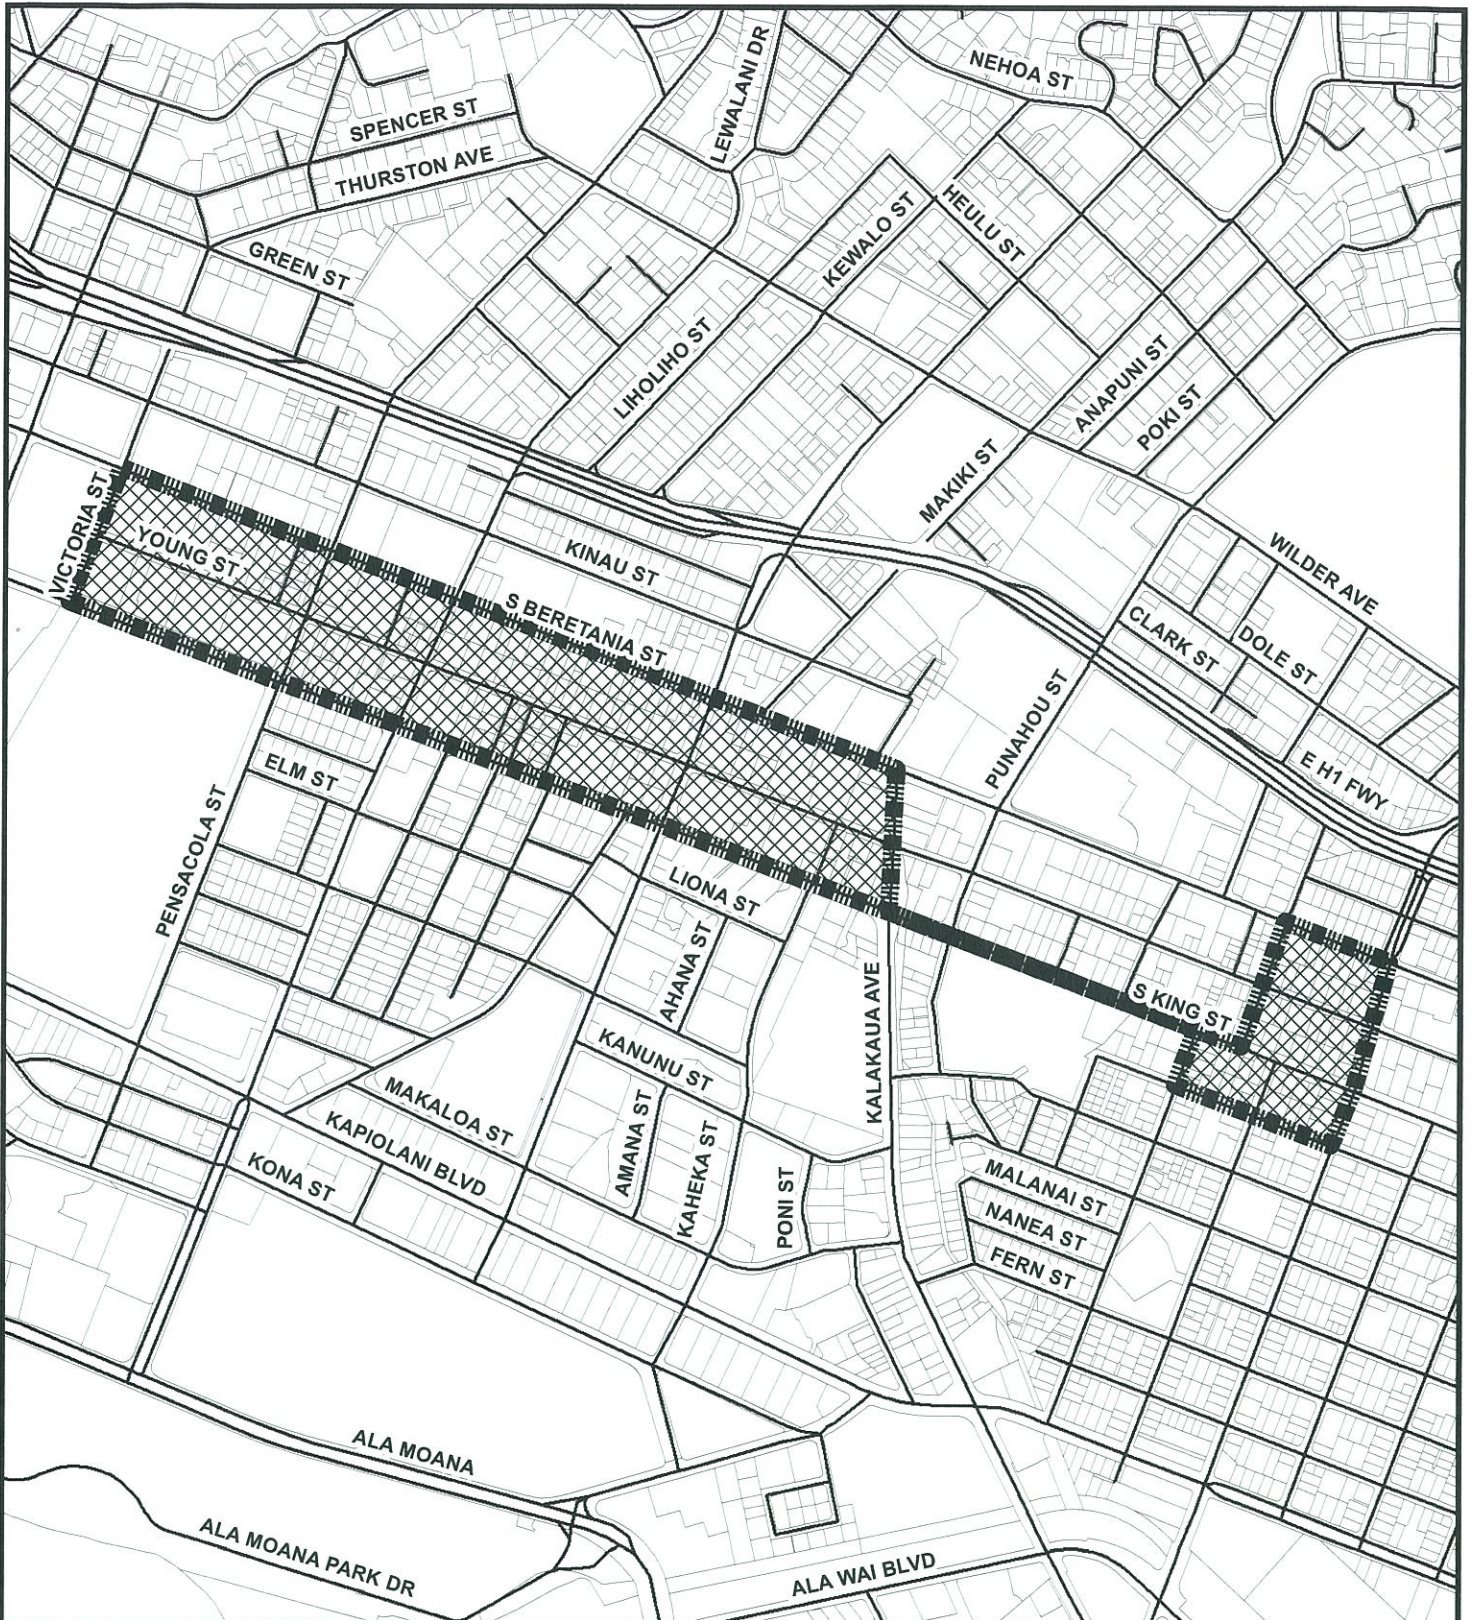 LEWALANI DR
NEHOA ST
SPENCER ST
THURSTON AVE
KEWALO ST
HEULU ST
GREEN ST
LIHOLIHO ST
ANAPUNI ST
POKI ST
MAKIKI ST
VICTORIA ST
YOUNG ST
KINAU ST
WILDER AVE
S BERETANIA ST
CLARK ST
DOLE ST
PUNAHOU ST
E H1 FWY
ELM ST
PENSACOLA ST
LIONA ST
AHANA ST
KALAKAUA AVE
S KING ST
KANUNU ST
MAKALOA ST
AMANA ST
KAHEKA ST
KAPIOLANI BLVD
KONA ST
PONI ST
MALANAI ST
NANEA ST
FERN ST
ALA MOANA
ALA MOANA PARK DR
ALA WAI BLVD